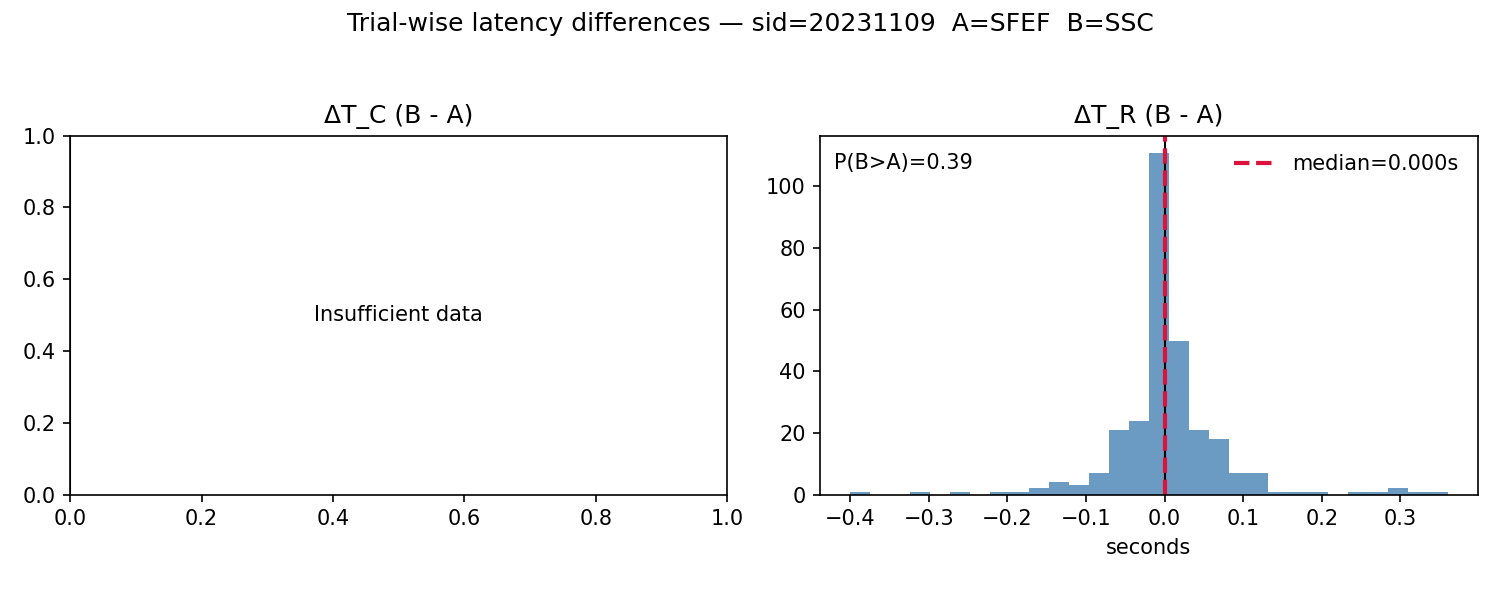 Trial-wise latency differences — sid=20231109  A=SFEF  B=SSC
ΔT_C (B - A)
1.0
0.8
0.6
0.4
0.2
0.0
Insufficient data
0.0 0.2 0.4 0.6 0.8 1.0
ΔT_R (B - A)
P(B>A)=0.39
median=0.000s
100
80
60
40
20
0
−0.4 −0.3 −0.2 −0.1 0.0 0.1 0.2 0.3
seconds